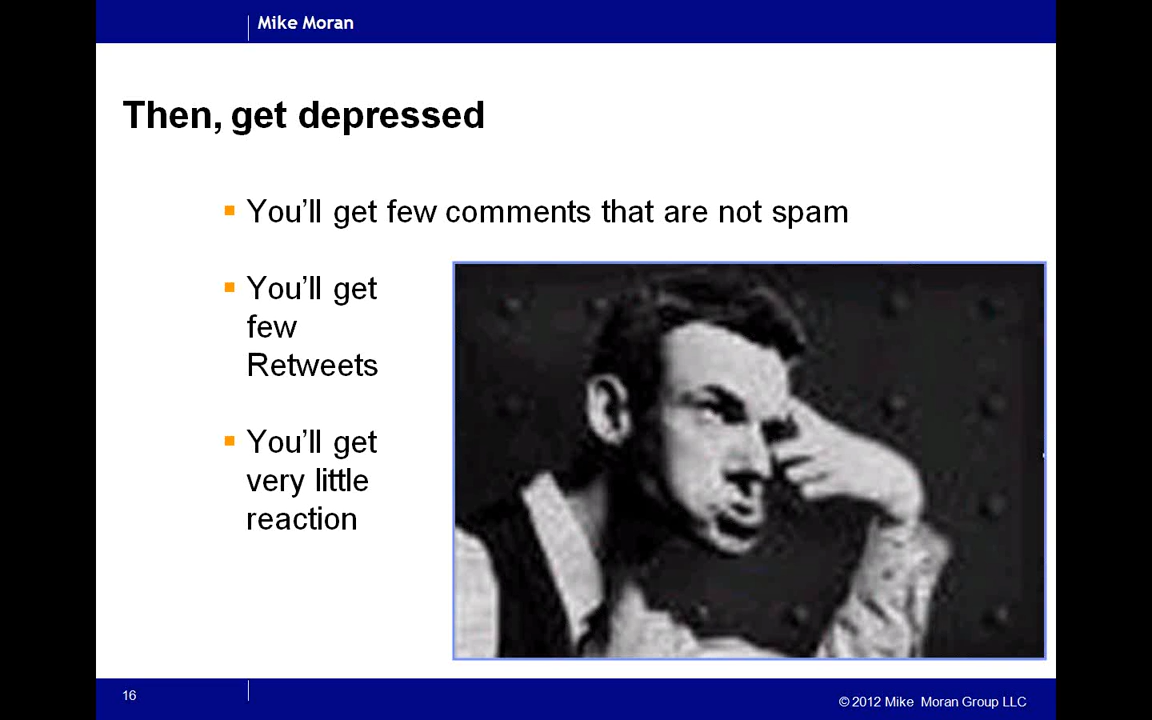 Mike Moran
Then, get depressed
You’ll get few comments that are not spam
You’ll get
few
Retweets
You’ll get
very little
reaction
16
© 2012 Mike Moran Group LLC